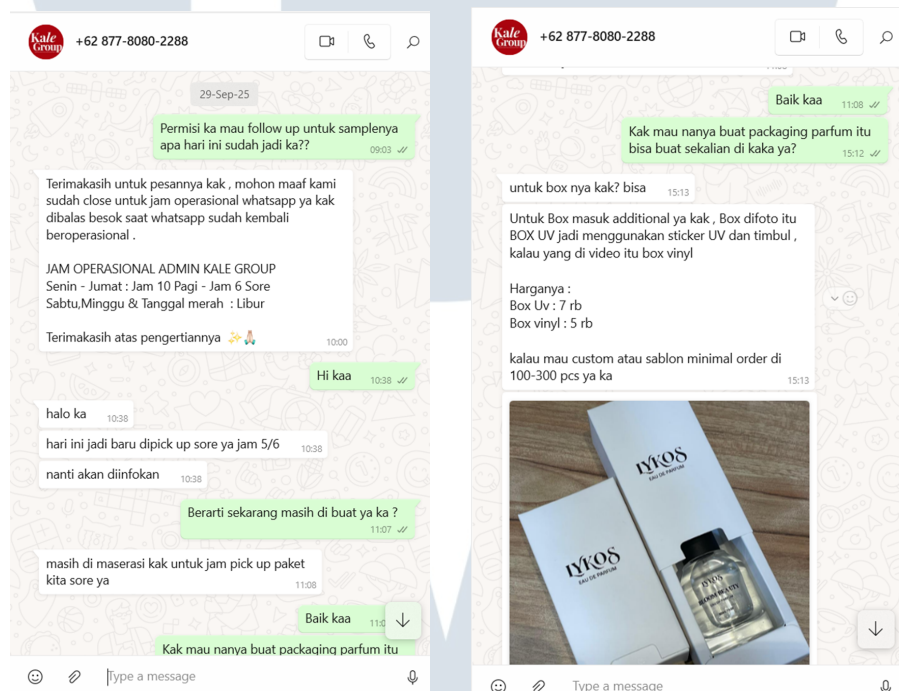 Kale
Group
+62 877-8080-2288
29-Sep-25
Permisi ka mau follow up untuk samplenya
apa hari ini sudah jadi ka??
09:03
Terimakasih untuk pesannya kak , mohon maaf kami
sudah close untuk jam operasional whatsapp ya kak
dibalas besok saat whatsapp sudah kembali
beroperasional .
JAM OPERASIONAL ADMIN KALE GROUP
Senin - Jumat : Jam 10 Pagi - Jam 6 Sore
Sabtu,Minggu & Tanggal merah : Libur
Terimakasih atas pengertiannya ✨🙏🏻
10:00
Hi kaa
10:38
halo ka
10:38
hari ini jadi baru dipick up sore ya jam 5/6
10:38
nanti akan diinfokan
10:38
Berarti sekarang masih di buat ya ka ?
11:07
masih di maserasi kak untuk jam pick up paket
kita sore ya
11:08
Baik kaa
Kak mau nanya buat packaging parfum itu
Type a message
Kale
Group
+62 877-8080-2288
Baik kaa
11:08
Kak mau nanya buat packaging parfum itu
bisa buat sekalian di kaka ya?
15:12
untuk box nya kak? bisa
15:13
Untuk Box masuk additional ya kak , Box difoto itu
BOX UV jadi menggunakan sticker UV dan timbul ,
kalau yang di video itu box vinyl
Harganya :
Box Uv : 7 rb
Box vinyl : 5 rb
kalau mau custom atau sablon minimal order di
100-300 pcs ya ka
15:13
LYKOS
EAU DE PARFUM
LYKOS
EAU DE PARFUM
LYKOS
BLOOM BEAUTY
Type a message